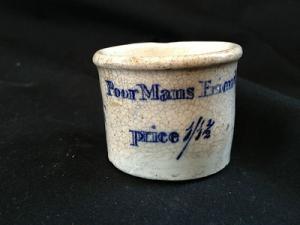 Poor Mans Friend
price 1/1½